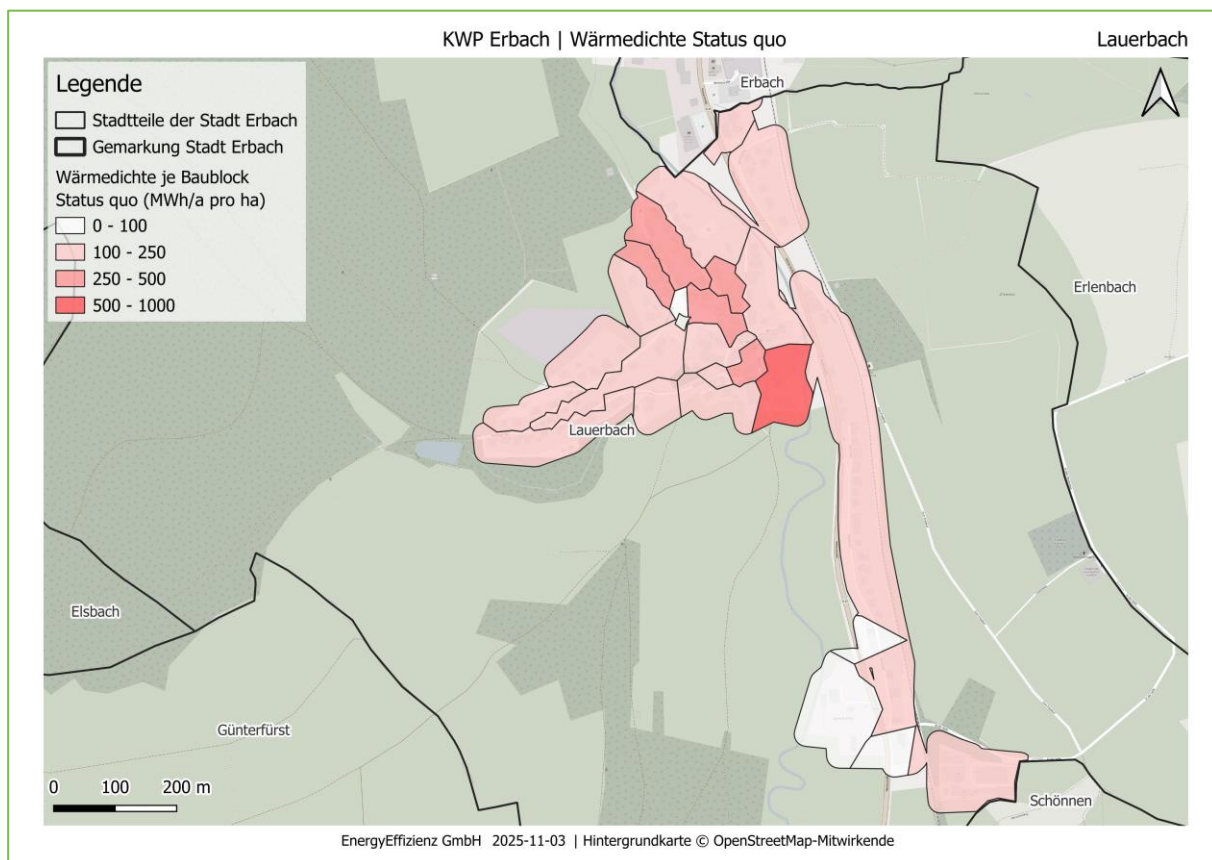 KWP Erbach | Wärmedichte Status quo
Lauerbach
Legende
Stadtteile der Stadt Erbach
Gemarkung Stadt Erbach
Wärmedichte je Baublock
Status quo (MWh/a pro ha)
0 - 100
100 - 250
250 - 500
500 - 1000
Erbach
Erlenbach
Lauerbach
Elsbach
Günterfürst
Schönnen
0 100 200 m
EnergyEffizienz GmbH 2025-11-03 | Hintergrundkarte © OpenStreetMap-Mitwirkende